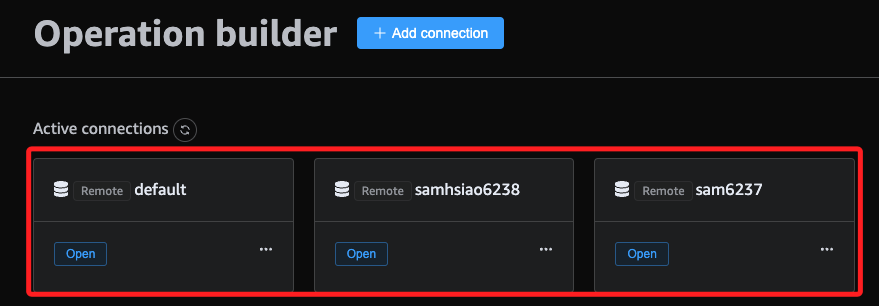 Operation builder
+ Add connection
Active connections
Remote default
Remote samhsiao6238
Remote sam6237
Open ...
Open ...
Open ...